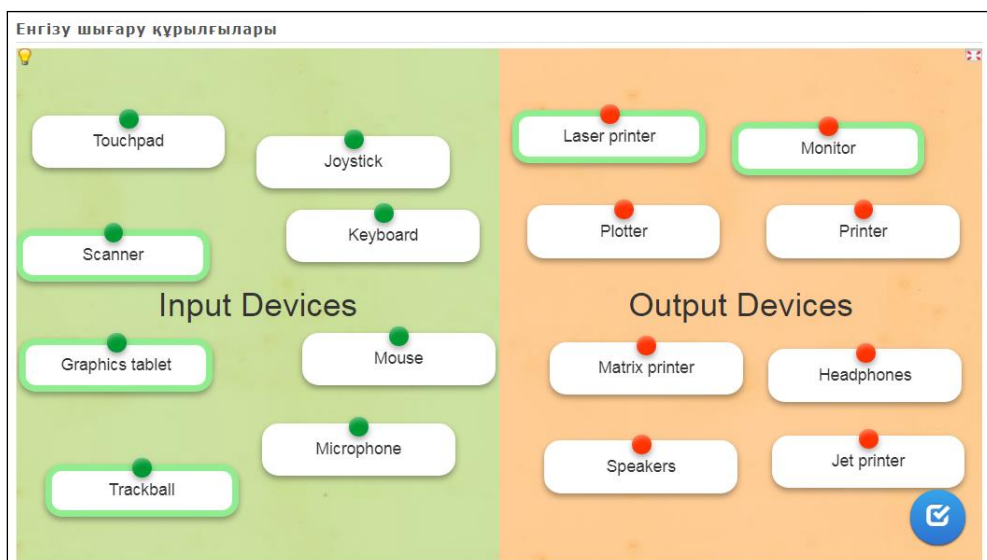 Енгізу шығару құрылғылары
Touchpad
Joystick
Scanner
Keyboard
Input Devices
Graphics tablet
Mouse
Microphone
Trackball
Laser printer
Monitor
Plotter
Printer
Output Devices
Matrix printer
Headphones
Speakers
Jet printer